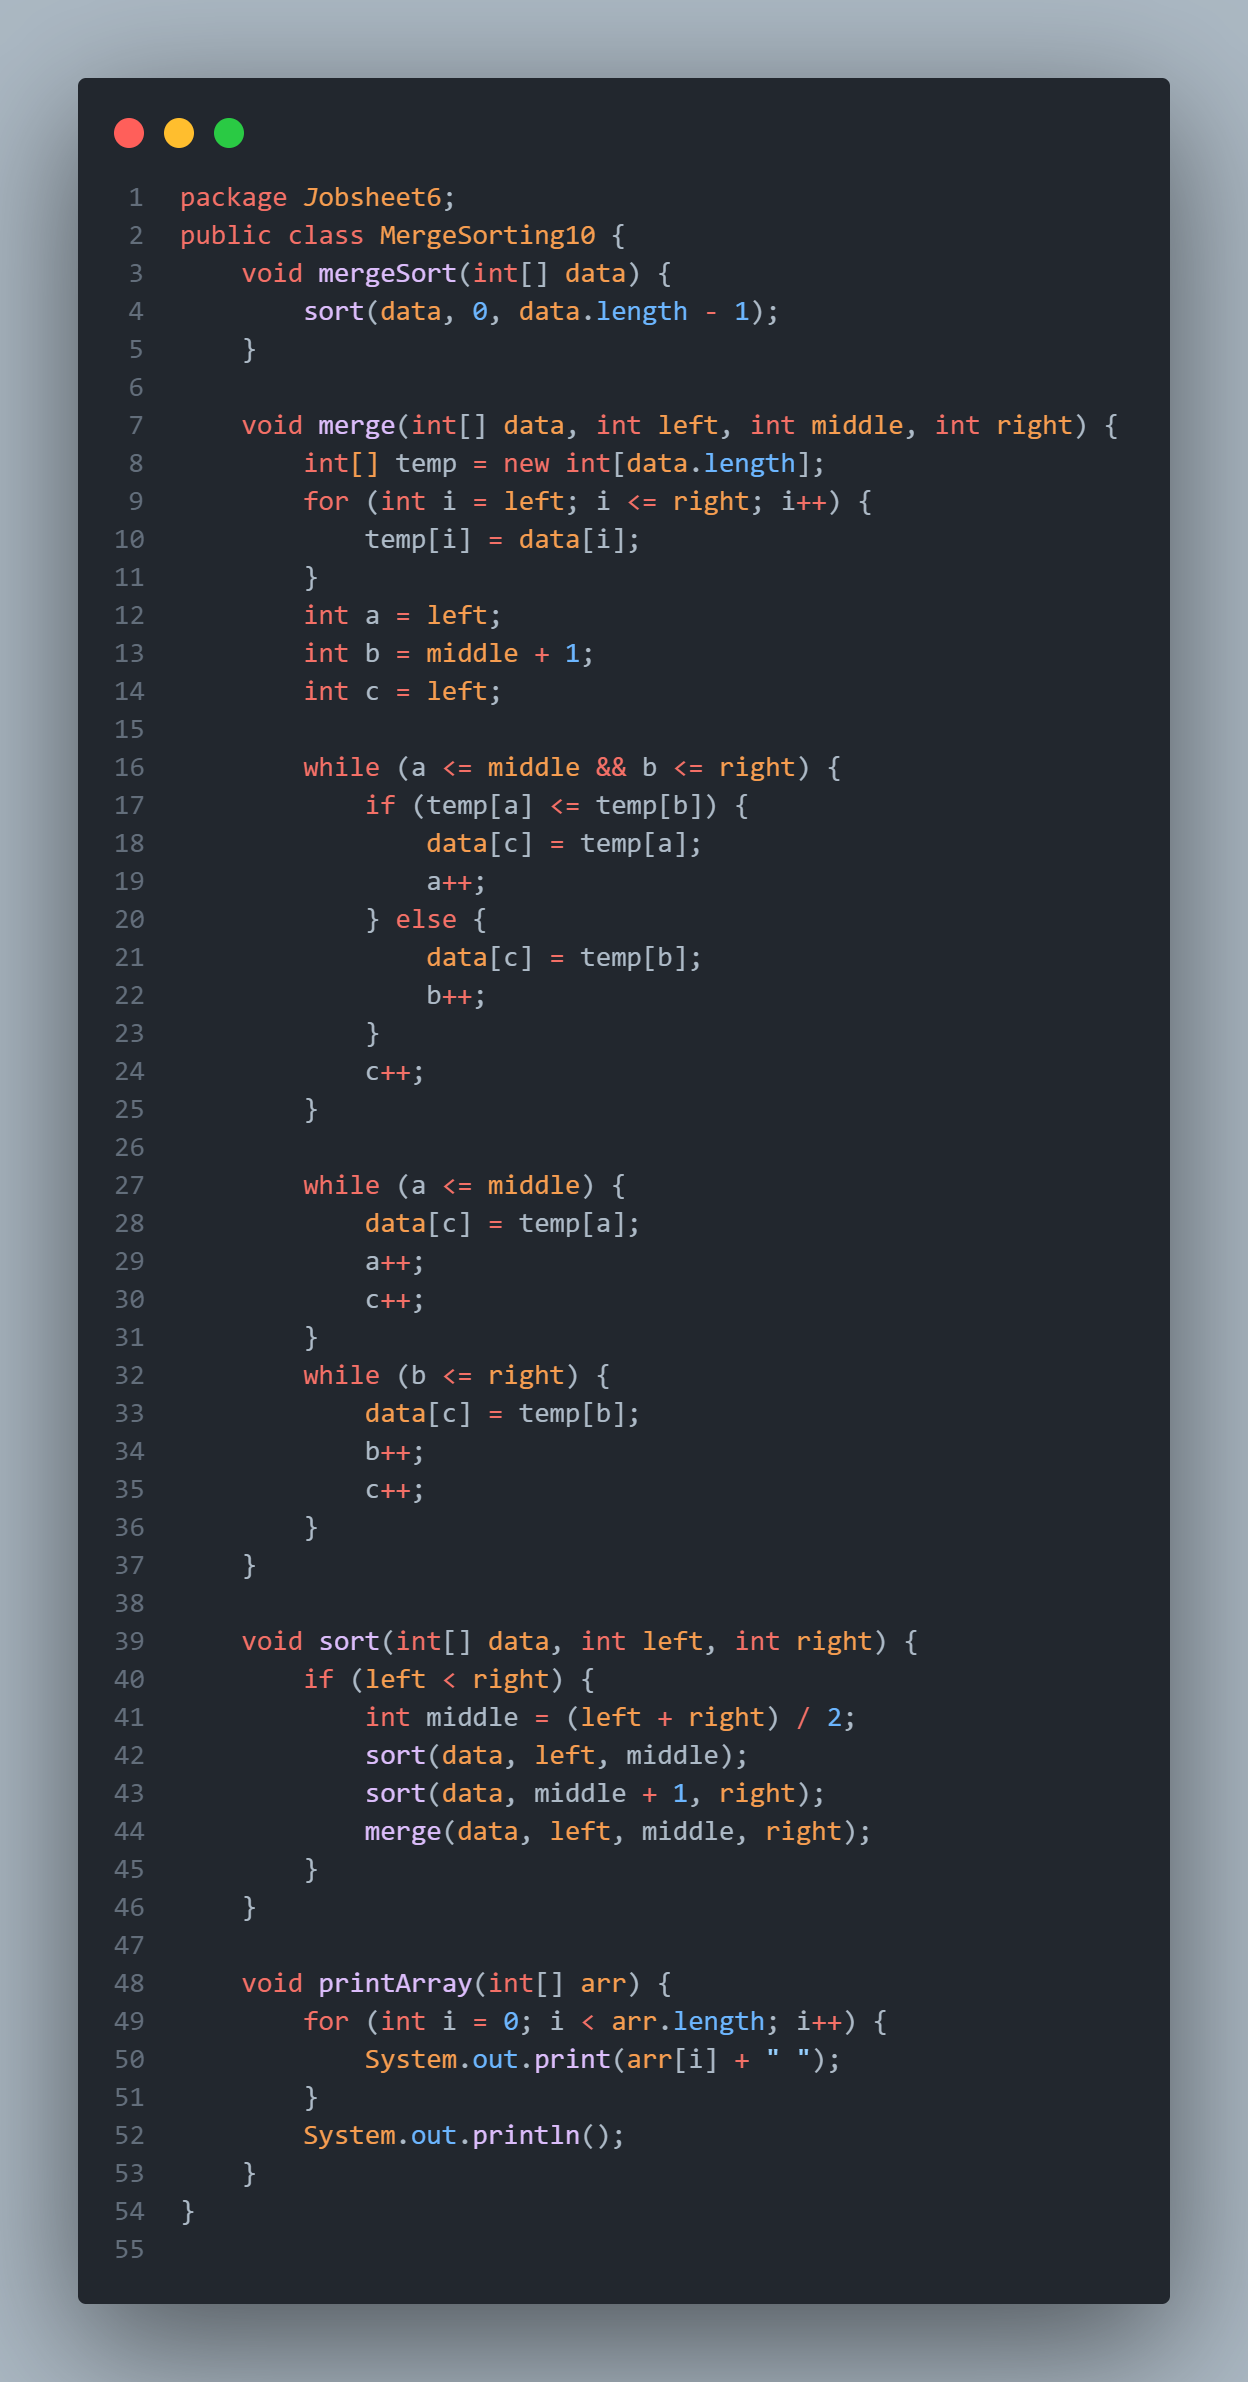 1 package Jobsheet6;
2 public class MergeSorting10 {
3     void mergeSort(int[] data) {
4         sort(data, 0, data.length - 1);
5     }
6
7     void merge(int[] data, int left, int middle, int right) {
8         int[] temp = new int[data.length];
9         for (int i = left; i <= right; i++) {
10             temp[i] = data[i];
11         }
12         int a = left;
13         int b = middle + 1;
14         int c = left;
15
16         while (a <= middle && b <= right) {
17             if (temp[a] <= temp[b]) {
18                 data[c] = temp[a];
19                 a++;
20             } else {
21                 data[c] = temp[b];
22                 b++;
23             }
24             c++;
25         }
26
27         while (a <= middle) {
28             data[c] = temp[a];
29             a++;
30             c++;
31         }
32         while (b <= right) {
33             data[c] = temp[b];
34             b++;
35             c++;
36         }
37     }
38
39     void sort(int[] data, int left, int right) {
40         if (left < right) {
41             int middle = (left + right) / 2;
42             sort(data, left, middle);
43             sort(data, middle + 1, right);
44             merge(data, left, middle, right);
45         }
46     }
47
48     void printArray(int[] arr) {
49         for (int i = 0; i < arr.length; i++) {
50             System.out.print(arr[i] + " ");
51         }
52         System.out.println();
53     }
54 }
55